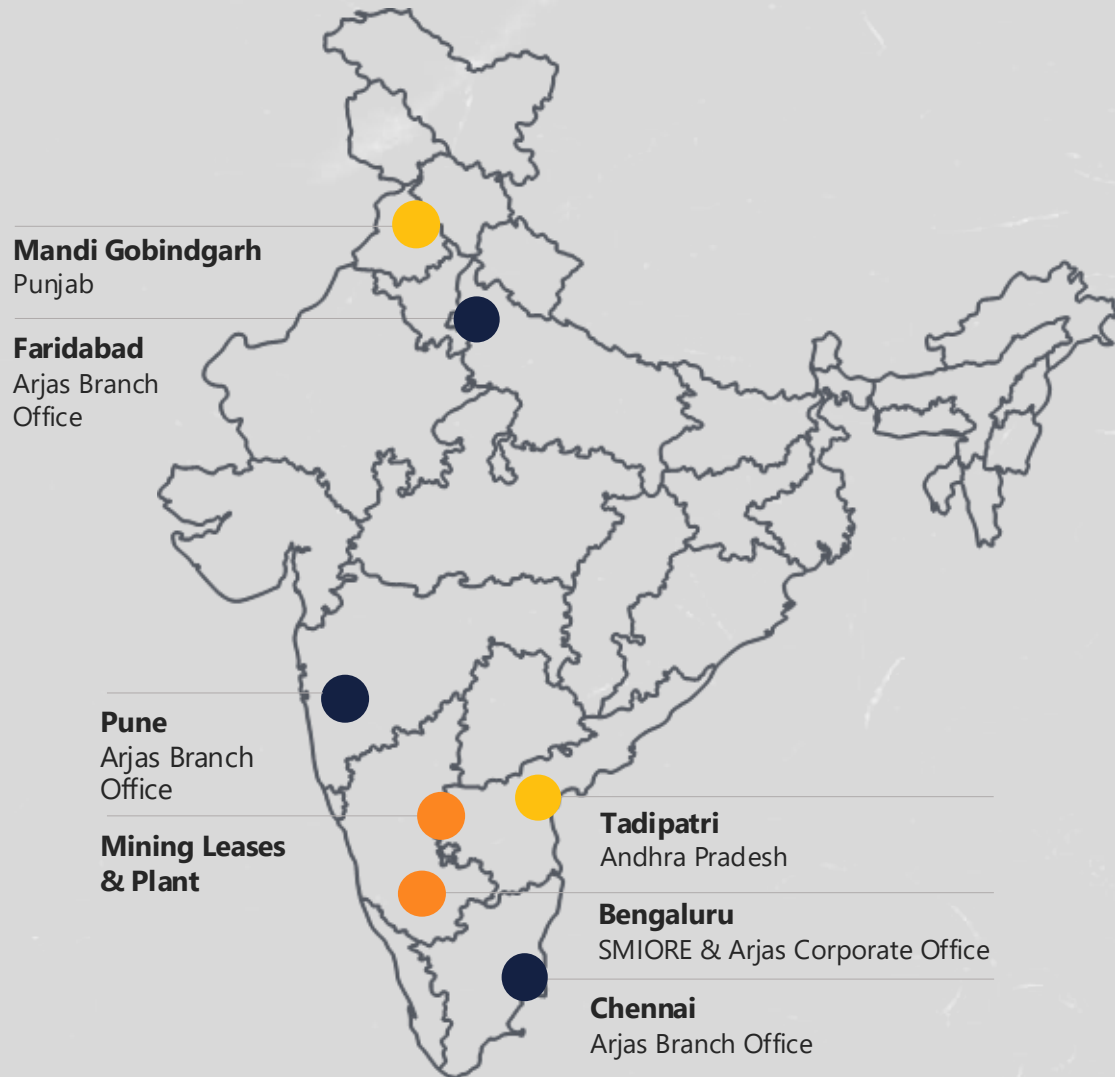 Mandi Gobindgarh
Punjab
Faridabad
Arjas Branch
Office
Pune
Arjas Branch
Office
Mining Leases
& Plant
Tadipatri
Andhra Pradesh
Bengaluru
SMIORE & Arjas Corporate Office
Chennai
Arjas Branch Office